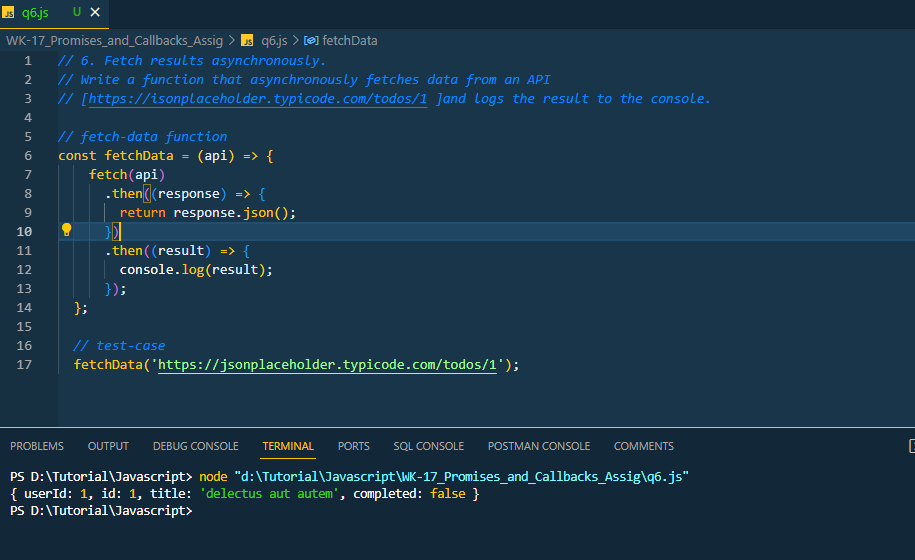 JS q6.js U ×
WK-17_Promises_and_Callbacks_Assig > JS q6.js > fetchData
1 // 6. Fetch results asynchronously.
2 // Write a function that asynchronously fetches data from an API
3 // [https://isonplaceholder.typicode.com/todos/1 ]and logs the result to the console.
4
5 // fetch-data function
6 const fetchData = (api) => {
7 fetch(api)
8 .then((response) => {
9 return response.json();
10 })
11 .then((result) => {
12 console.log(result);
13 });
14 };
15
16 // test-case
17 fetchData('https://jsonplaceholder.typicode.com/todos/1');
PROBLEMS OUTPUT DEBUG CONSOLE TERMINAL PORTS SQL CONSOLE POSTMAN CONSOLE COMMENTS
PS D:\Tutorial\Javascript> node "d:\Tutorial\Javascript\WK-17_Promises_and_Callbacks_Assig\q6.js"
{ userId: 1, id: 1, title: 'delectus aut autem', completed: false }
PS D:\Tutorial\Javascript>